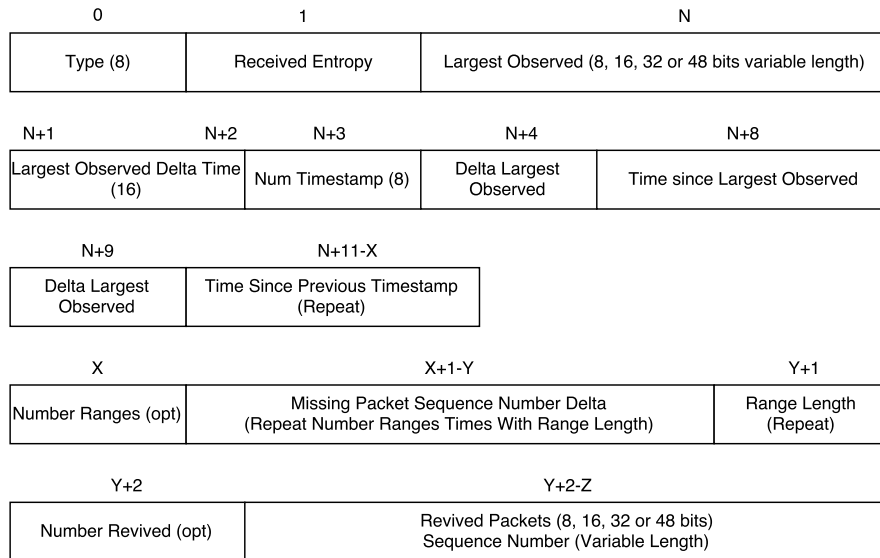 0 1 N
Type (8) Received Entropy Largest Observed (8, 16, 32 or 48 bits variable length)
N+1 N+2 N+3 N+4 N+8
Largest Observed Delta Time
(16)
Num Timestamp (8)
Delta Largest
Observed
Time since Largest Observed
N+9 N+11-X
Delta Largest
Observed
Time Since Previous Timestamp
(Repeat)
X X+1-Y Y+1
Number Ranges (opt)
Missing Packet Sequence Number Delta
(Repeat Number Ranges Times With Range Length)
Range Length
(Repeat)
Y+2 Y+2-Z
Number Revived (opt)
Revived Packets (8, 16, 32 or 48 bits)
Sequence Number (Variable Length)